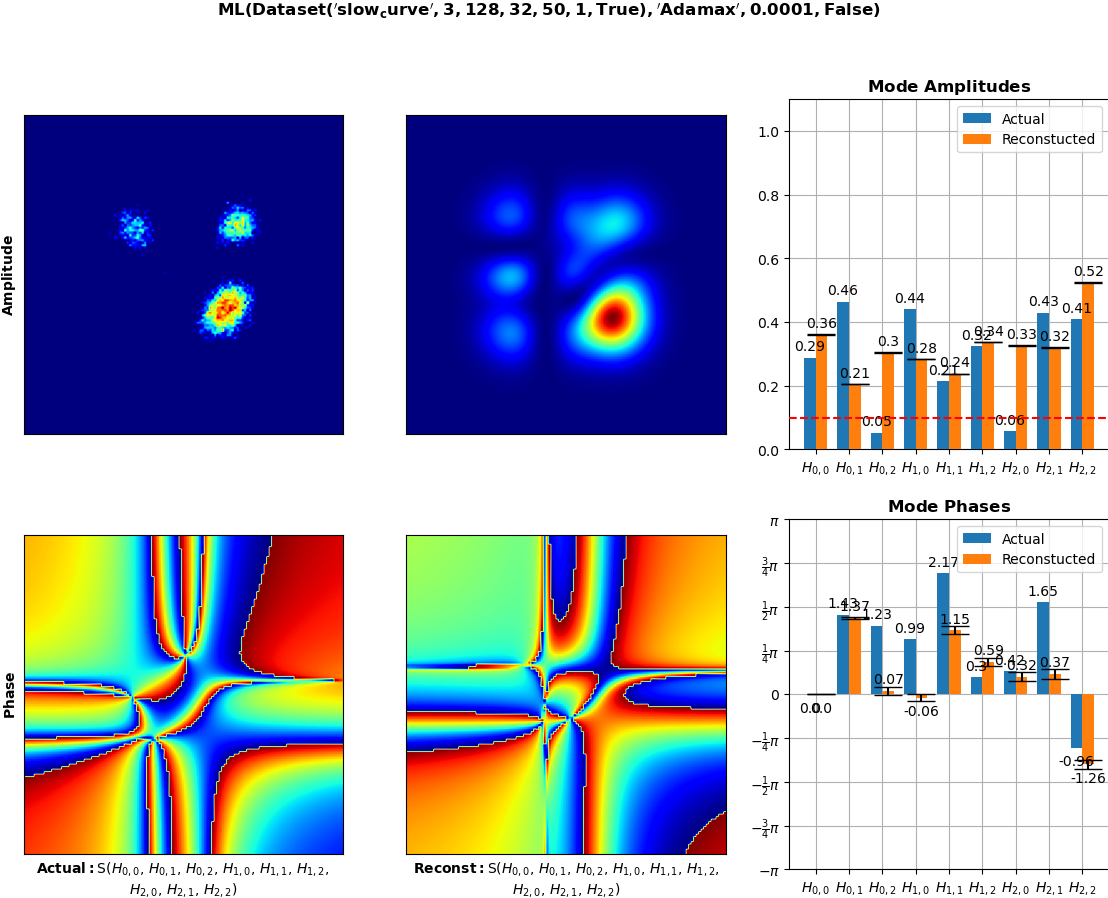 ML(Dataset('slow_curve', 3, 128, 32, 50, 1, True), 'Adamax', 0.0001, False)
Amplitude
Mode Amplitudes
Actual
Reconstucted
1.0
0.8
0.6
0.4
0.2
0.0
0.29
0.36
0.46
0.21
0.05
0.3
0.44
0.28
0.21
0.24
0.32
0.34
0.06
0.33
0.43
0.32
0.41
0.52
H0,0 H0,1 H0,2 H1,0 H1,1 H1,2 H2,0 H2,1 H2,2
Phase
Actual: S(H0,0, H0,1, H0,2, H1,0, H1,1, H1,2,
H2,0, H2,1, H2,2)
Reconst: S(H0,0, H0,1, H0,2, H1,0, H1,1, H1,2,
H2,0, H2,1, H2,2)
Mode Phases
Actual
Reconstucted
π
3/4π
1/2π
1/4π
0
−1/4π
−1/2π
−3/4π
−π
0.0
0.0
1.43
1.37
1.23
0.07
0.99
-0.06
2.17
1.15
0.3
0.59
0.42
0.32
1.65
0.37
-0.96
-1.26
H0,0 H0,1 H0,2 H1,0 H1,1 H1,2 H2,0 H2,1 H2,2